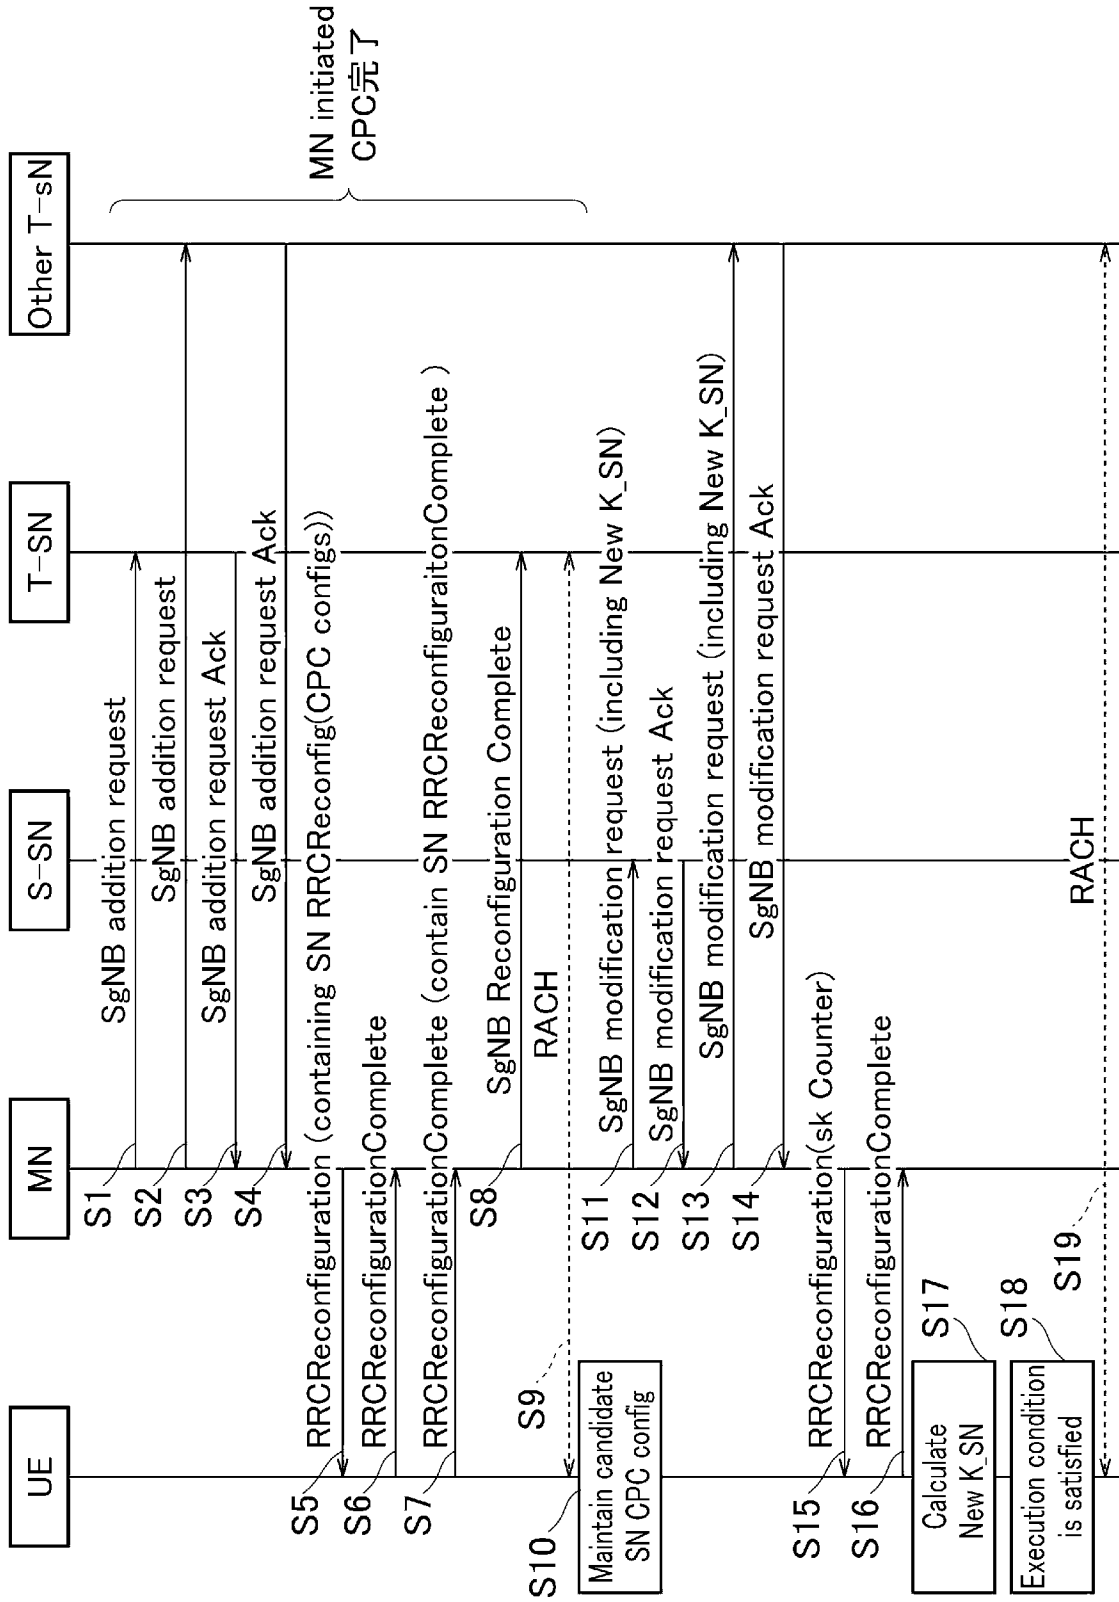 UE
MN
S-SN
T-SN
Other T-sN
S1
SgNB addition request
S2
SgNB addition request
S3
SgNB addition request Ack
S4
SgNB addition request Ack
S5
RRCReconfiguration (containing SN RRCReconfig(CPC configs))
S6
RRCReconfigurationComplete
S7
RRCReconfigurationComplete (contain SN RRCReconfiguraitonComplete )
S8
SgNB Reconfiguration Complete
S9
RACH
MN initiated
CPC完了
S10
Maintain candidate
SN CPC config
S11
SgNB modification request (including New K_SN)
S12
SgNB modification request Ack
S13
SgNB modification request (including New K_SN)
S14
SgNB modification request Ack
S15
RRCReconfiguration(sk Counter)
S16
RRCReconfigurationComplete
S17
Calculate
New K_SN
S18
Execution condition
is satisfied
S19
RACH